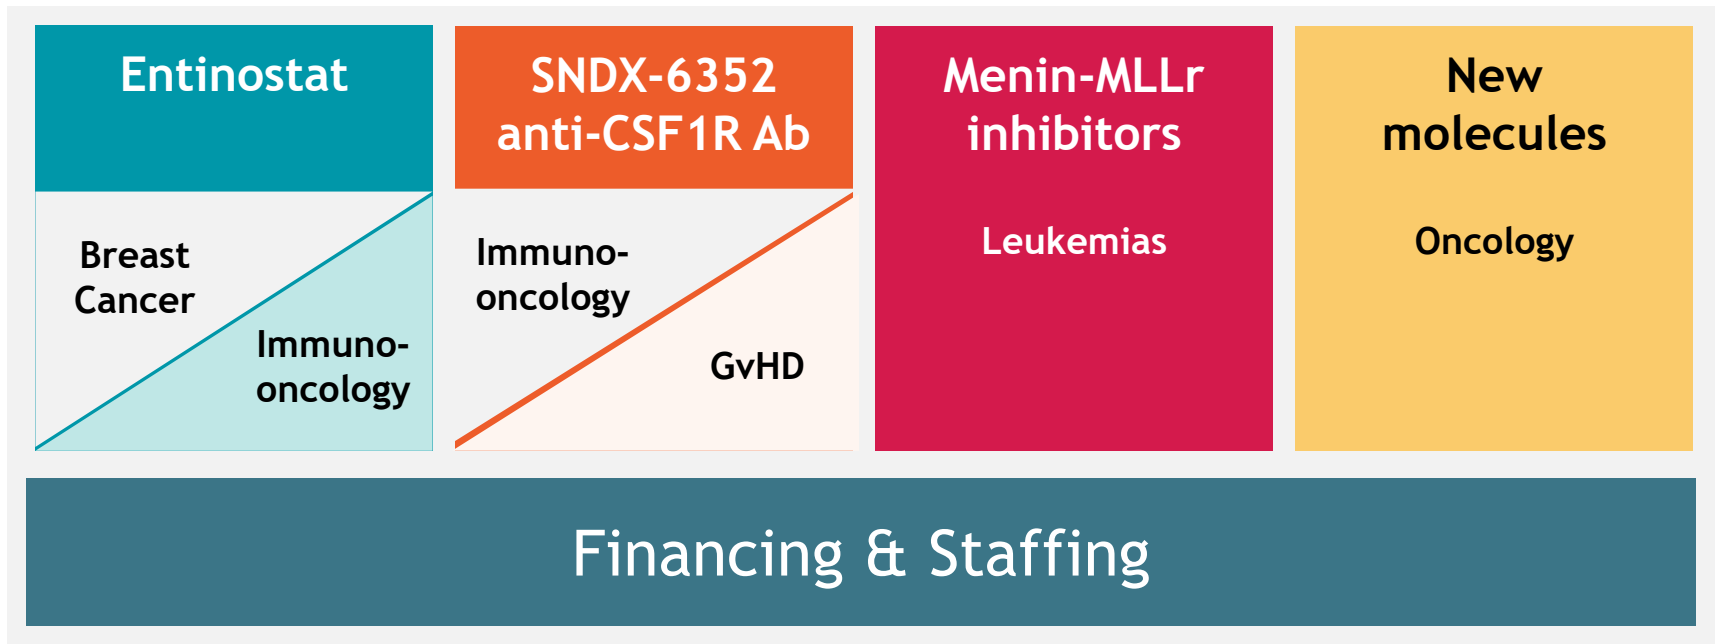 Entinostat
Breast
Cancer
Immuno-
oncology
SNDX-6352
anti-CSF1R Ab
Immuno-
oncology
GvHD
Menin-MLLr
inhibitors
Leukemias
New
molecules
Oncology
Financing & Staffing